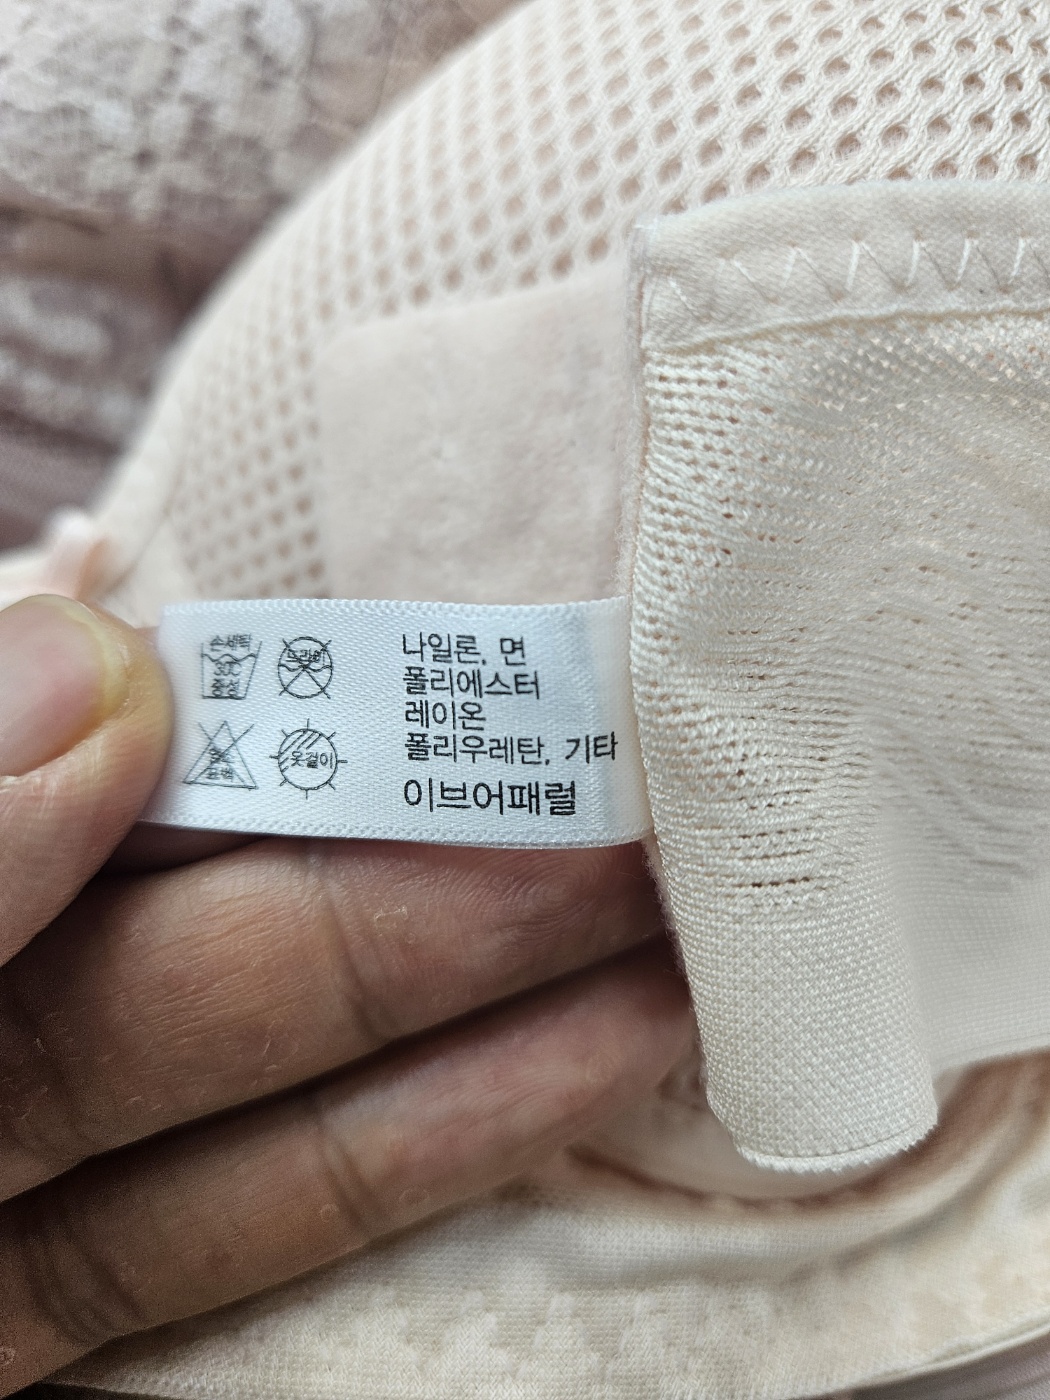 손세탁
30℃
중성
드라이
옷걸이
나일론, 면
폴리에스터
레이온
폴리우레탄, 기타
이브어패럴